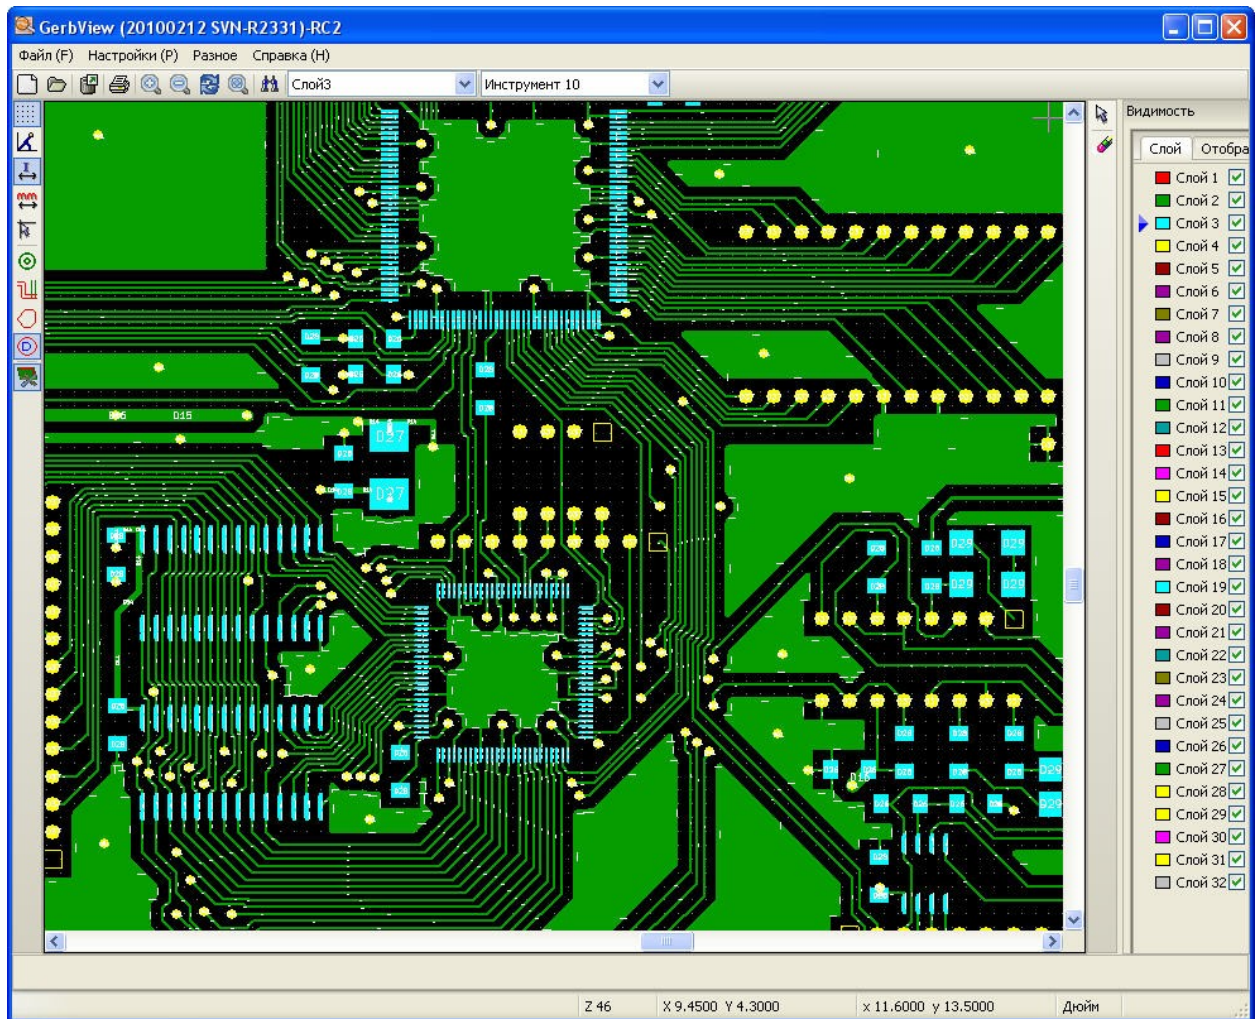 GerbView (20100212 SVN-R2331)-RC2
Файл (F) Настройки (P) Разное Справка (H)
Слой3 Инструмент 10
Видимость
Слой Отобра
Слой 1
Слой 2
Слой 3
Слой 4
Слой 5
Слой 6
Слой 7
Слой 8
Слой 9
Слой 10
Слой 11
Слой 12
Слой 13
Слой 14
Слой 15
Слой 16
Слой 17
Слой 18
Слой 19
Слой 20
Слой 21
Слой 22
Слой 23
Слой 24
Слой 25
Слой 26
Слой 27
Слой 28
Слой 29
Слой 30
Слой 31
Слой 32
mm
D15
D27
D27
D29 D29
D29 D29
D29
D29
Z 46 X 9.4500 Y 4.3000 x 11.6000 y 13.5000 Дюйм